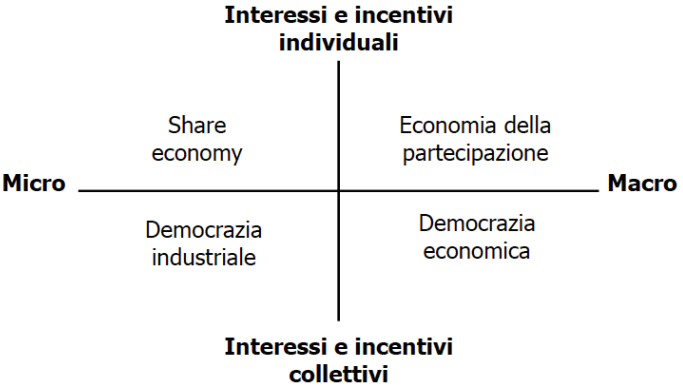 Interessi e incentivi
individuali
Share
economy
Economia della
partecipazione
Micro
Macro
Democrazia
industriale
Democrazia
economica
Interessi e incentivi
collettivi